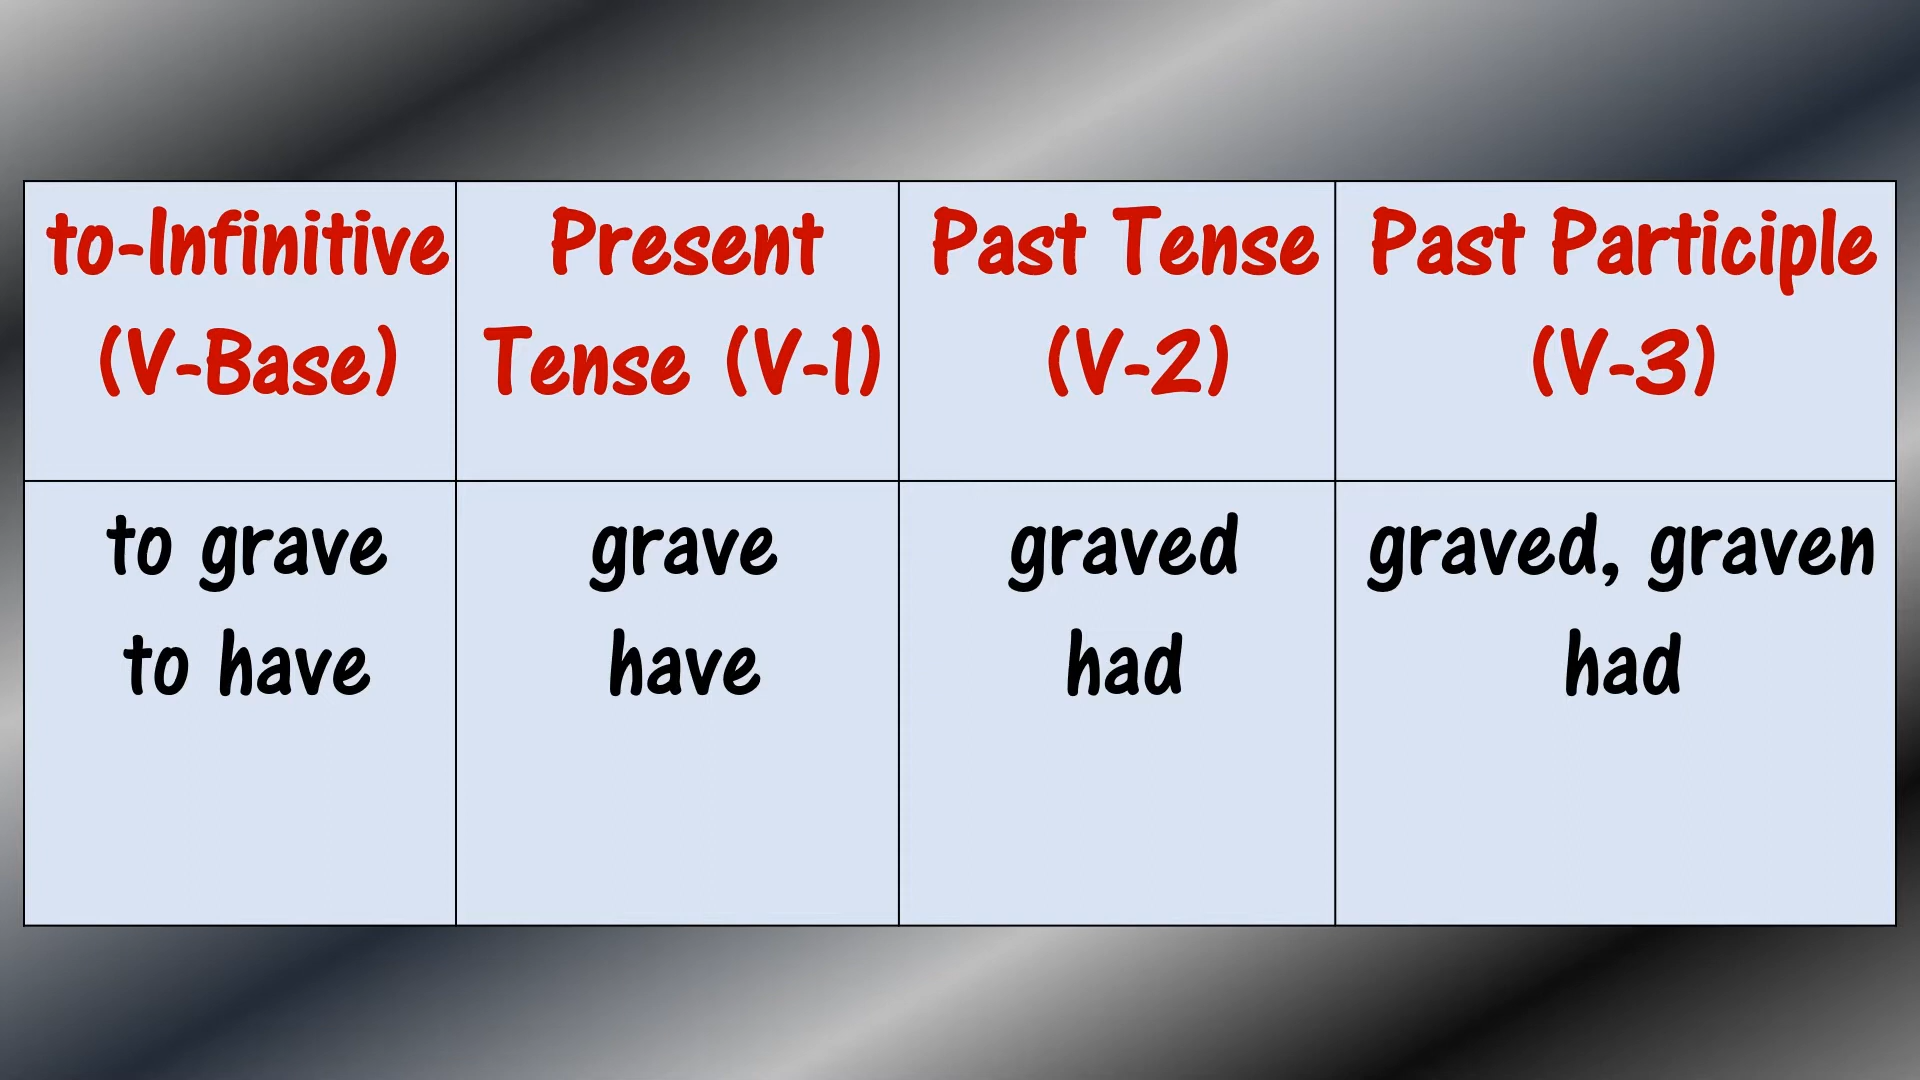 to-Infinitive
(V-Base)
Present
Tense (V-1)
Past Tense
(V-2)
Past Participle
(V-3)
to grave
to have
grave
have
graved
had
graved, graven
had